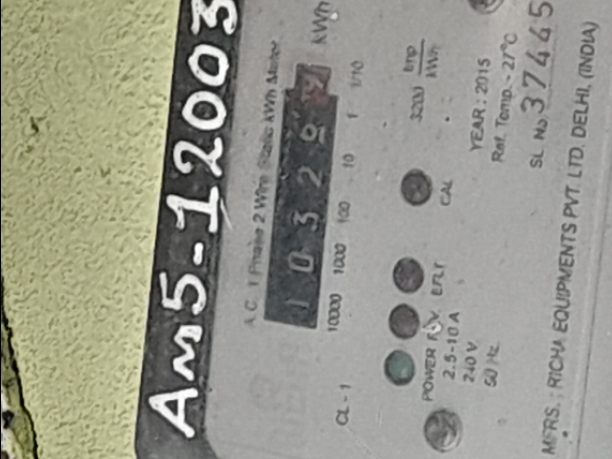 Am5-12003
A.C. 1 Phase 2 Wire Static kWh Meter
1 0 3 2 9
kWh
10000 1000 100 10 1 1/10
CL - 1
3200 imp
kWh
POWER REV. EFLT CAL
2.5-10 A
240 V
50 Hz
YEAR : 2015
Ref. Temp. - 27°C
SL No 37465
MFRS. : RICHA EQUIPMENTS PVT. LTD. DELHI. (INDIA)